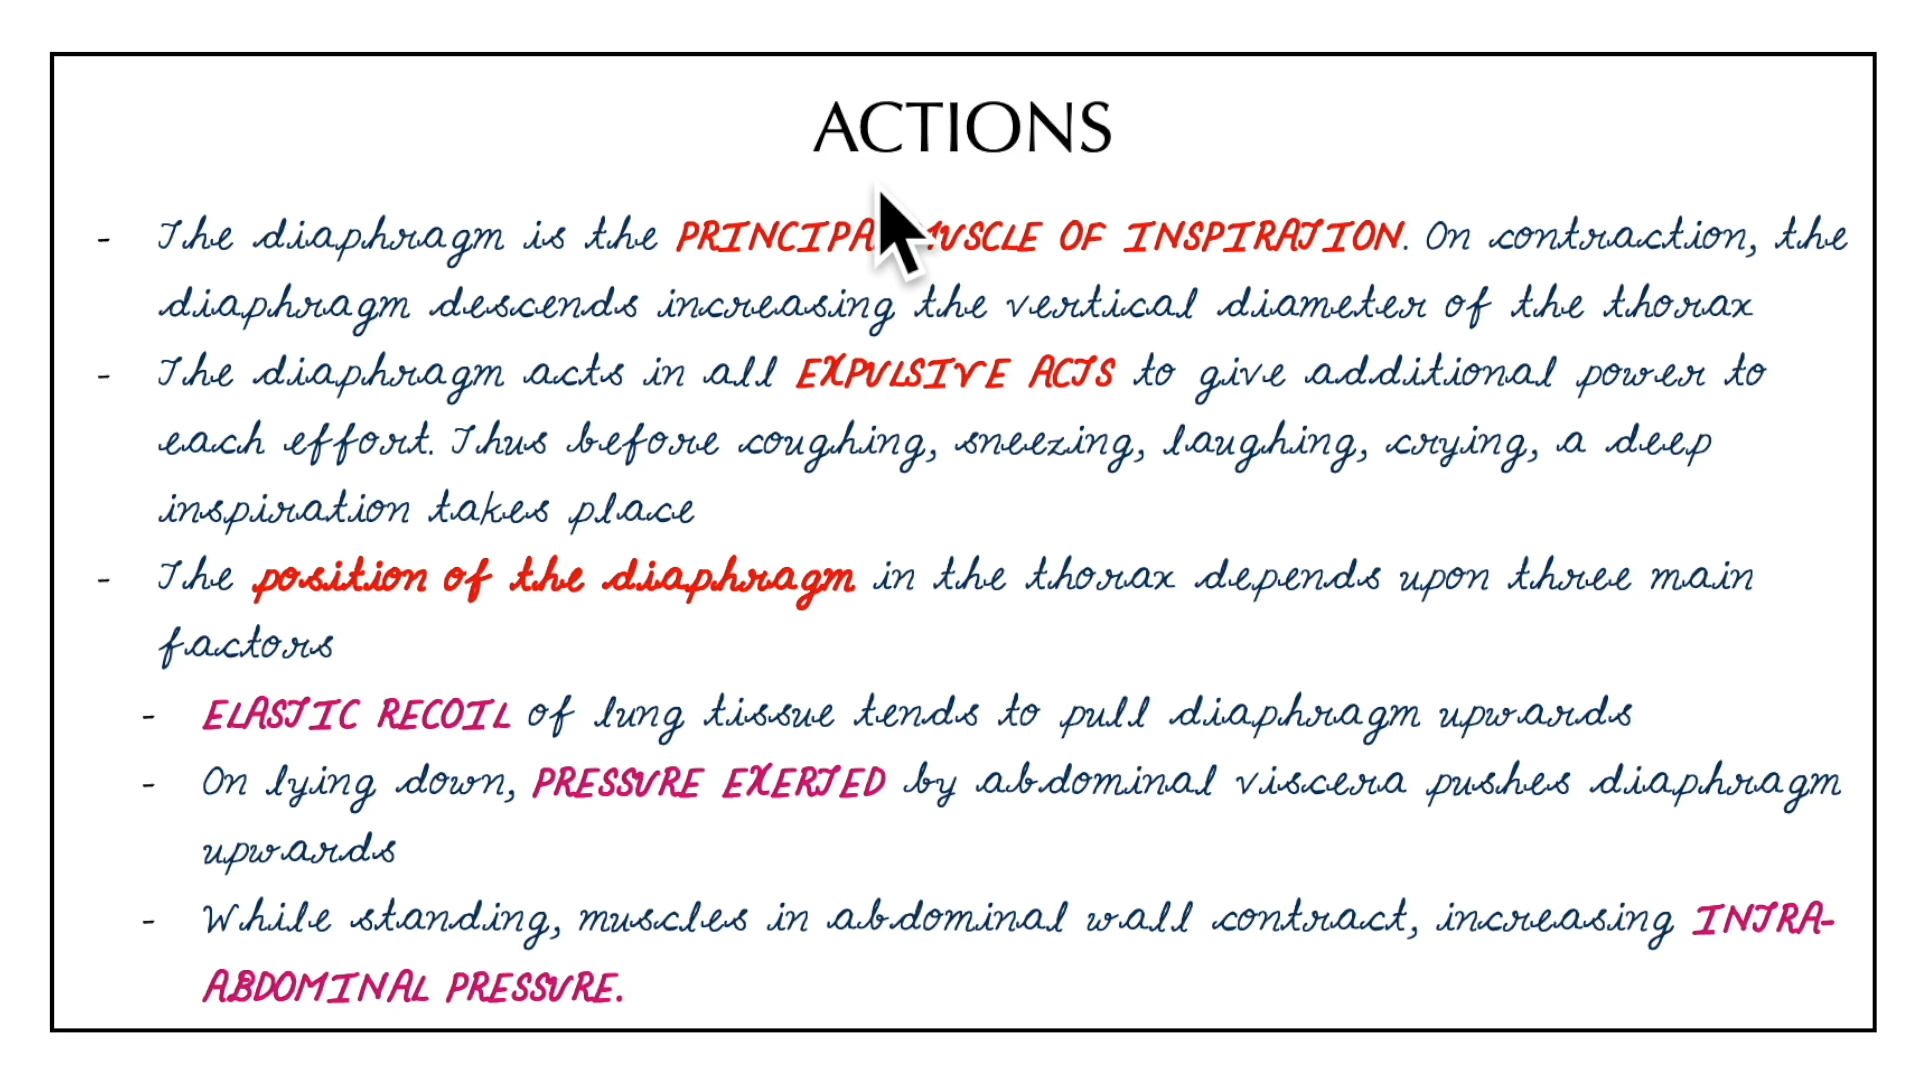 ACTIONS
- The diaphragm is the PRINCIPAL MUSCLE OF INSPIRATION. On contraction, the
diaphragm descends increasing the vertical diameter of the thorax
- The diaphragm acts in all EXPULSIVE ACTS to give additional power to
each effort. Thus before coughing, sneezing, laughing, crying, a deep
inspiration takes place
- The position of the diaphragm in the thorax depends upon three main
factors
- ELASTIC RECOIL of lung tissue tends to pull diaphragm upwards
- On lying down, PRESSURE EXERTED by abdominal viscera pushes diaphragm
upwards
- While standing, muscles in abdominal wall contract, increasing INTRA-
ABDOMINAL PRESSURE.